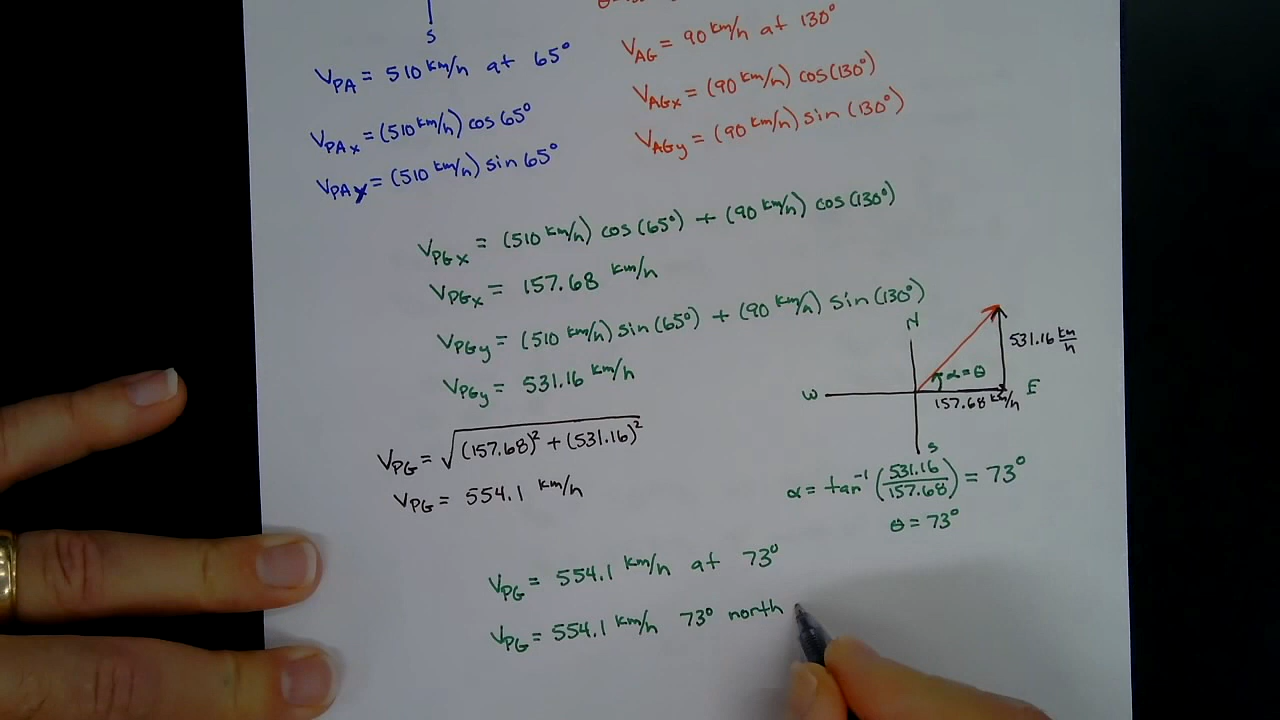 S
V_PA = 510 km/h at 65°
V_PAx = (510 km/h) cos 65°
V_PAy = (510 km/h) sin 65°
V_AG = 90 km/h at 130°
V_AGx = (90 km/h) cos(130°)
V_AGy = (90 km/h) sin (130°)
V_PGx = (510 km/h) cos(65°) + (90 km/h) cos(130°)
V_PGx = 157.68 km/h
V_PGy = (510 km/h) sin(65°) + (90 km/h) sin(130°)
V_PGy = 531.16 km/h
V_PG = √(157.68)² + (531.16)²
V_PG = 554.1 km/h
N
531.16 km/h
α = θ
W
E
157.68 km/h
S
α = tan⁻¹ (531.16/157.68) = 73°
θ = 73°
V_PG = 554.1 km/h at 73°
V_PG = 554.1 km/h 73° north